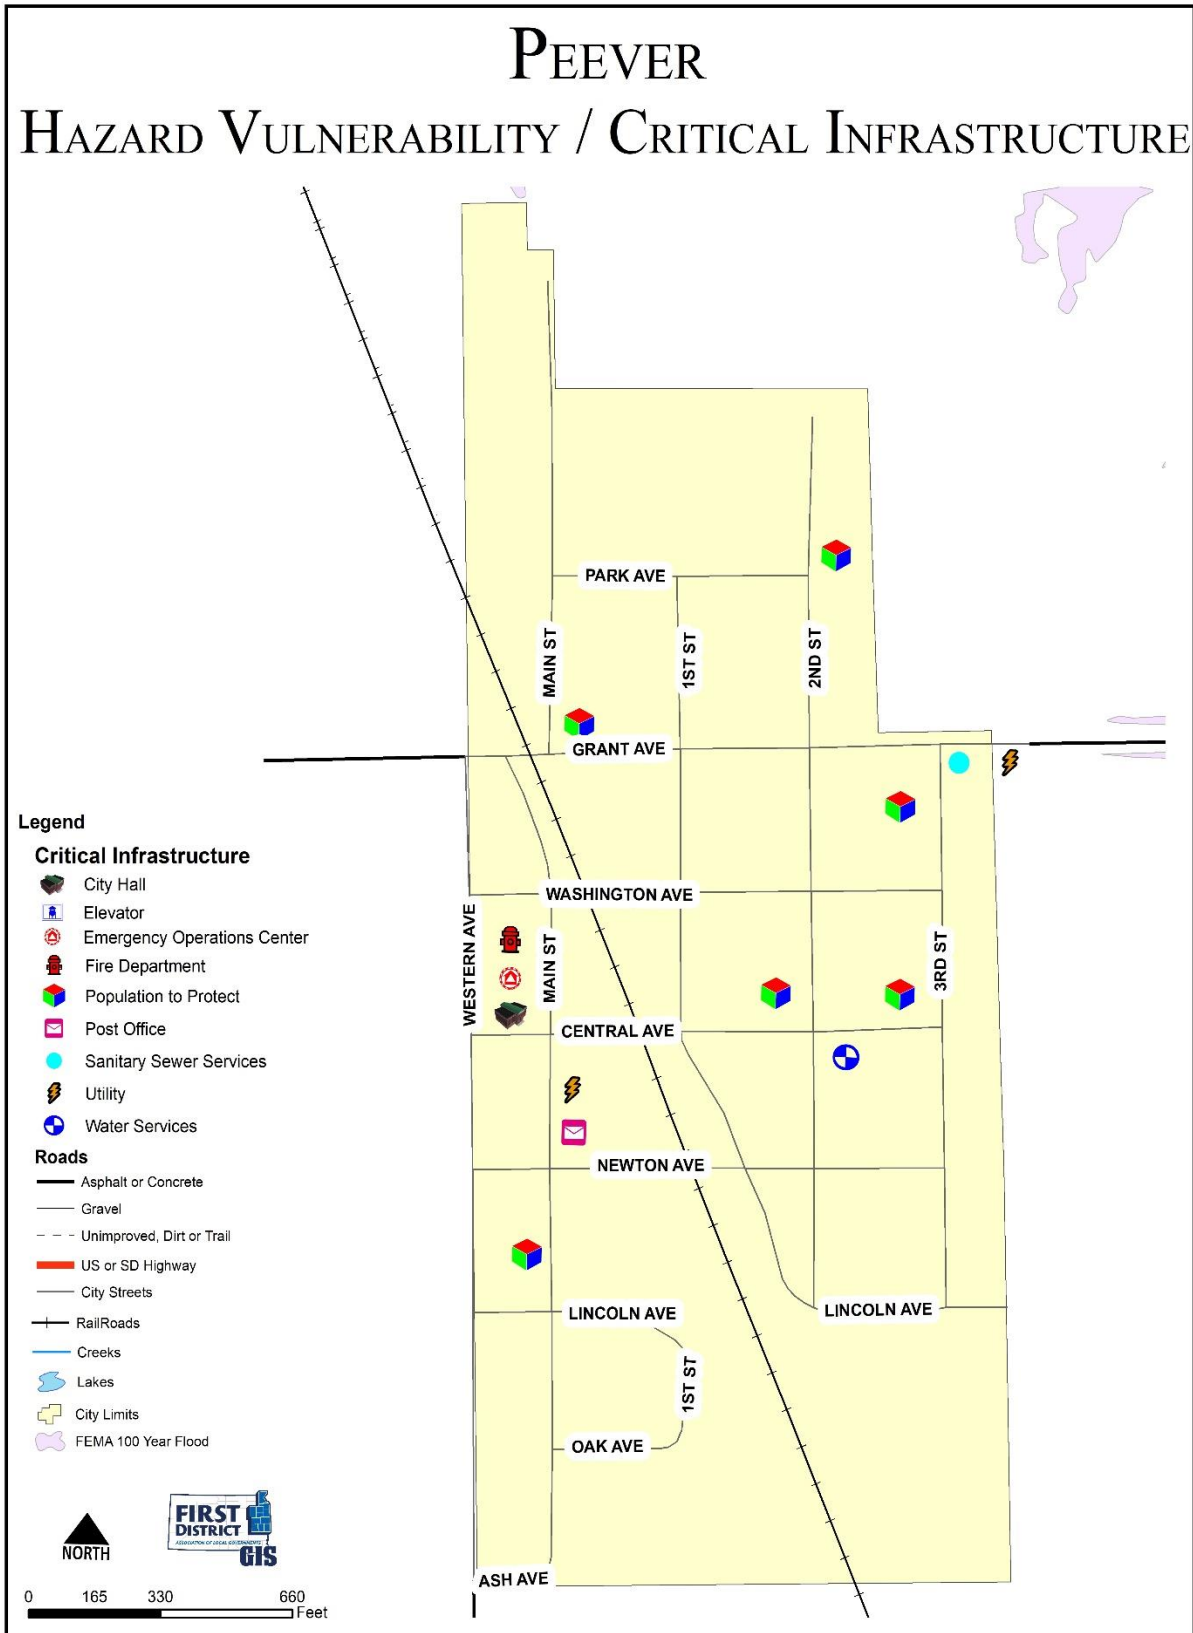 PEEVER
HAZARD VULNERABILITY / CRITICAL INFRASTRUCTURE
PARK AVE
MAIN ST
1ST ST
2ND ST
GRANT AVE
WASHINGTON AVE
WESTERN AVE
MAIN ST
3RD ST
CENTRAL AVE
NEWTON AVE
LINCOLN AVE
LINCOLN AVE
1ST ST
OAK AVE
ASH AVE
Legend
Critical Infrastructure
City Hall
Elevator
Emergency Operations Center
Fire Department
Population to Protect
Post Office
Sanitary Sewer Services
Utility
Water Services
Roads
Asphalt or Concrete
Gravel
Unimproved, Dirt or Trail
US or SD Highway
City Streets
RailRoads
Creeks
Lakes
City Limits
FEMA 100 Year Flood
NORTH
FIRST
DISTRICT
ASSOCIATION OF LOCAL GOVERNMENTS
GIS
0 165 330 660
Feet